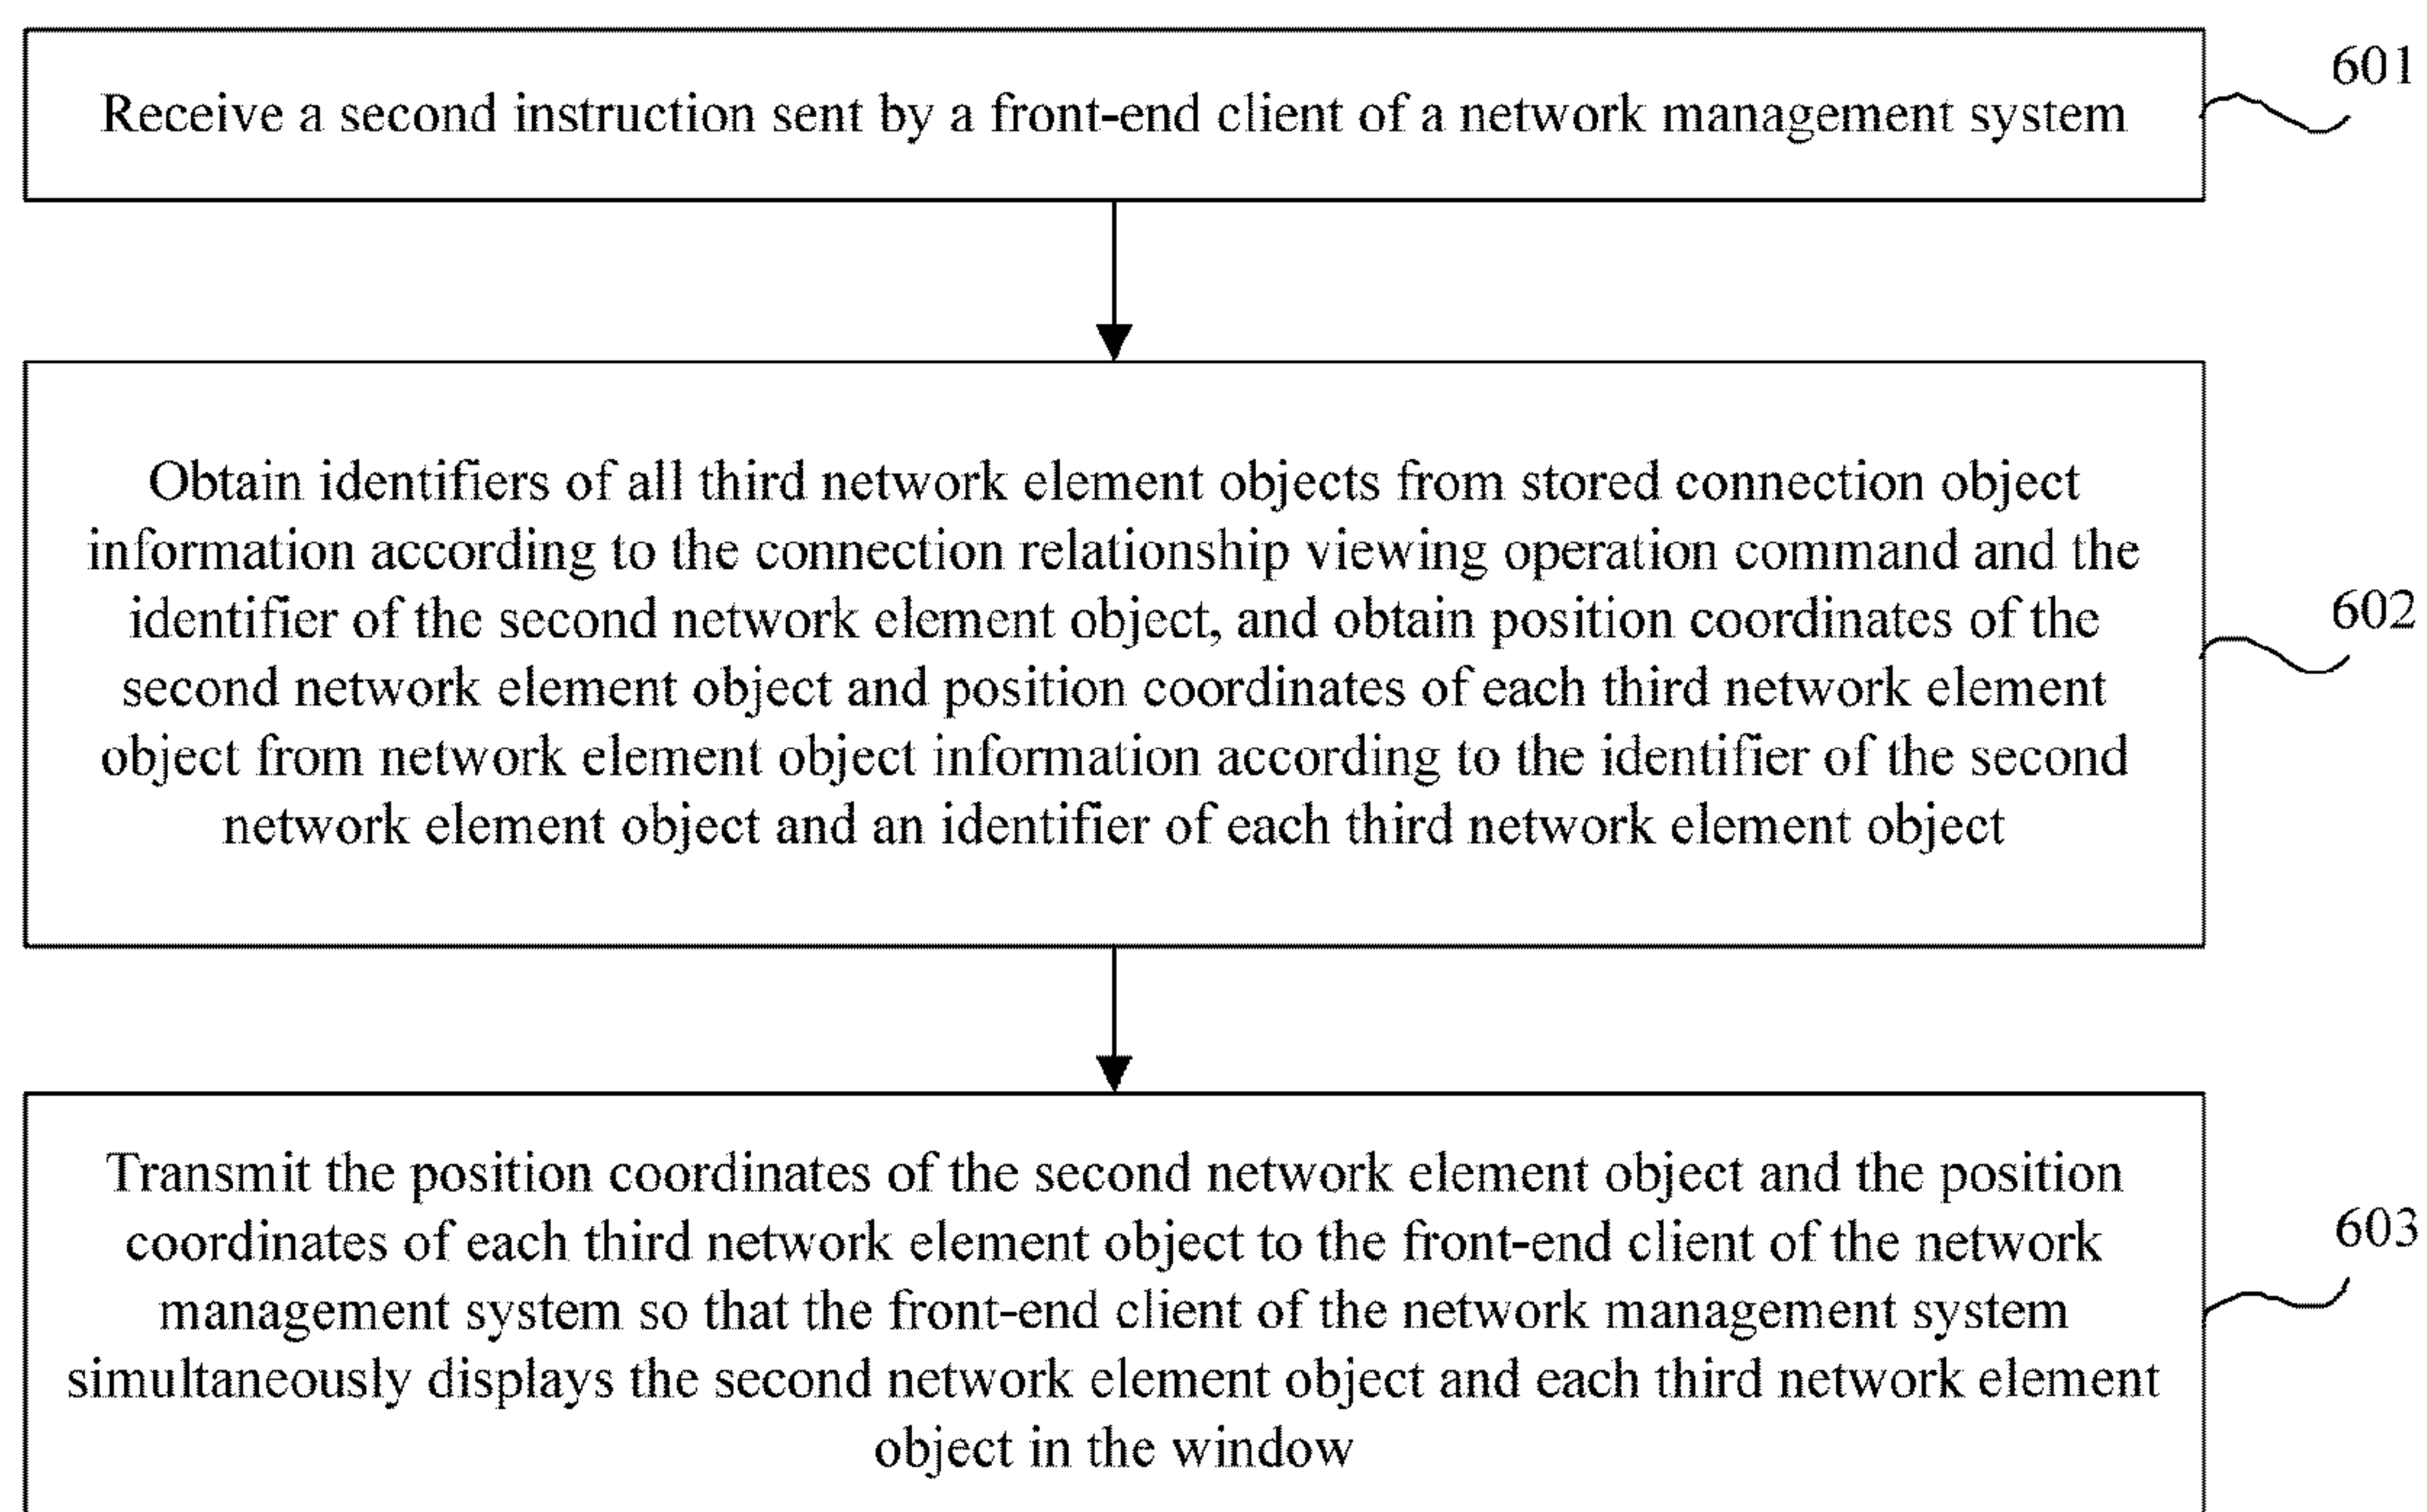 Receive a second instruction sent by a front-end client of a network management system
601
Obtain identifiers of all third network element objects from stored connection object
information according to the connection relationship viewing operation command and the
identifier of the second network element object, and obtain position coordinates of the
second network element object and position coordinates of each third network element
object from network element object information according to the identifier of the second
network element object and an identifier of each third network element object
602
Transmit the position coordinates of the second network element object and the position
coordinates of each third network element object to the front-end client of the network
management system so that the front-end client of the network management system
simultaneously displays the second network element object and each third network element
object in the window
603